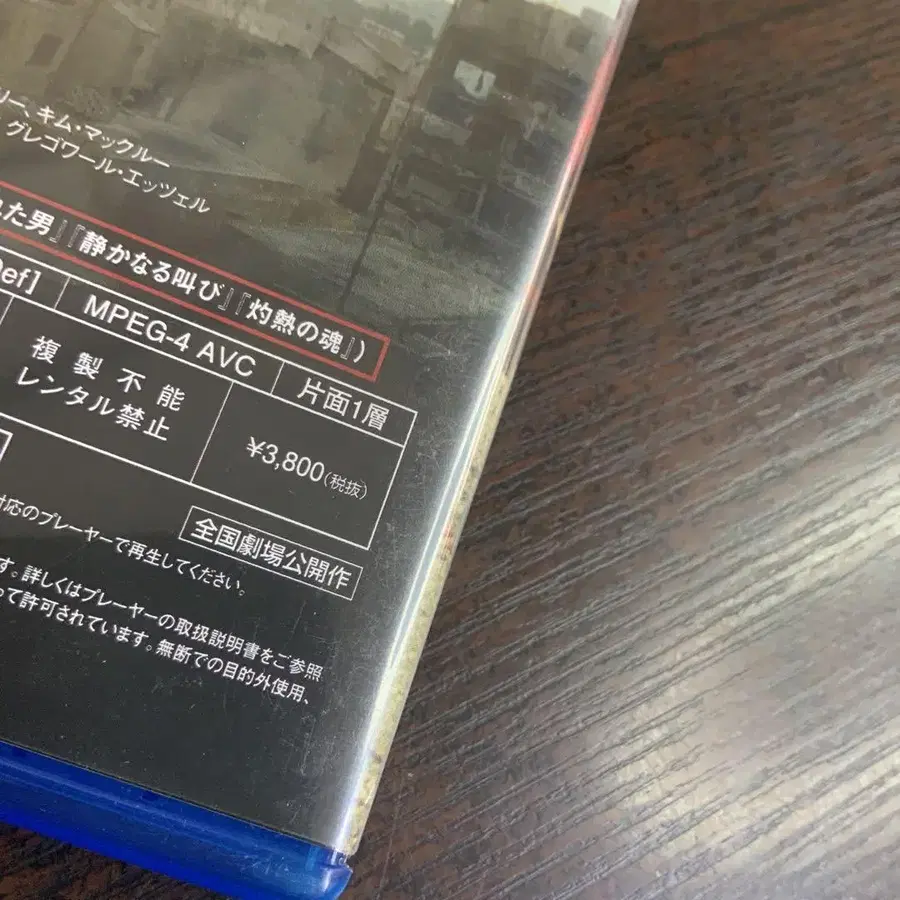 リー、キム・マックルー
グレゴワール・エッツェル
れた男』『静かなる叫び』『灼熱の魂』)
Def]
MPEG-4 AVC
片面1層
複製不能
レンタル禁止
¥3,800(税抜)
全国劇場公開作
対応のプレーヤーで再生してください。
す。詳しくはプレーヤーの取扱説明書をご参照
って許可されています。無断での目的外使用、